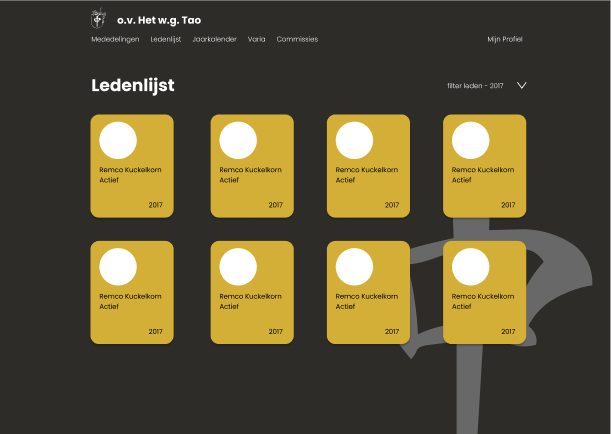 o.v. Het w.g. Tao
Mededelingen Ledenlijst Jaarkalender Varia Commissies Mijn Profiel
Ledenlijst
filter leden - 2017
Remco Kuckelkorn
Actief
2017
Remco Kuckelkorn
Actief
2017
Remco Kuckelkorn
Actief
2017
Remco Kuckelkorn
Actief
2017
Remco Kuckelkorn
Actief
2017
Remco Kuckelkorn
Actief
2017
Remco Kuckelkorn
Actief
2017
Remco Kuckelkorn
Actief
2017